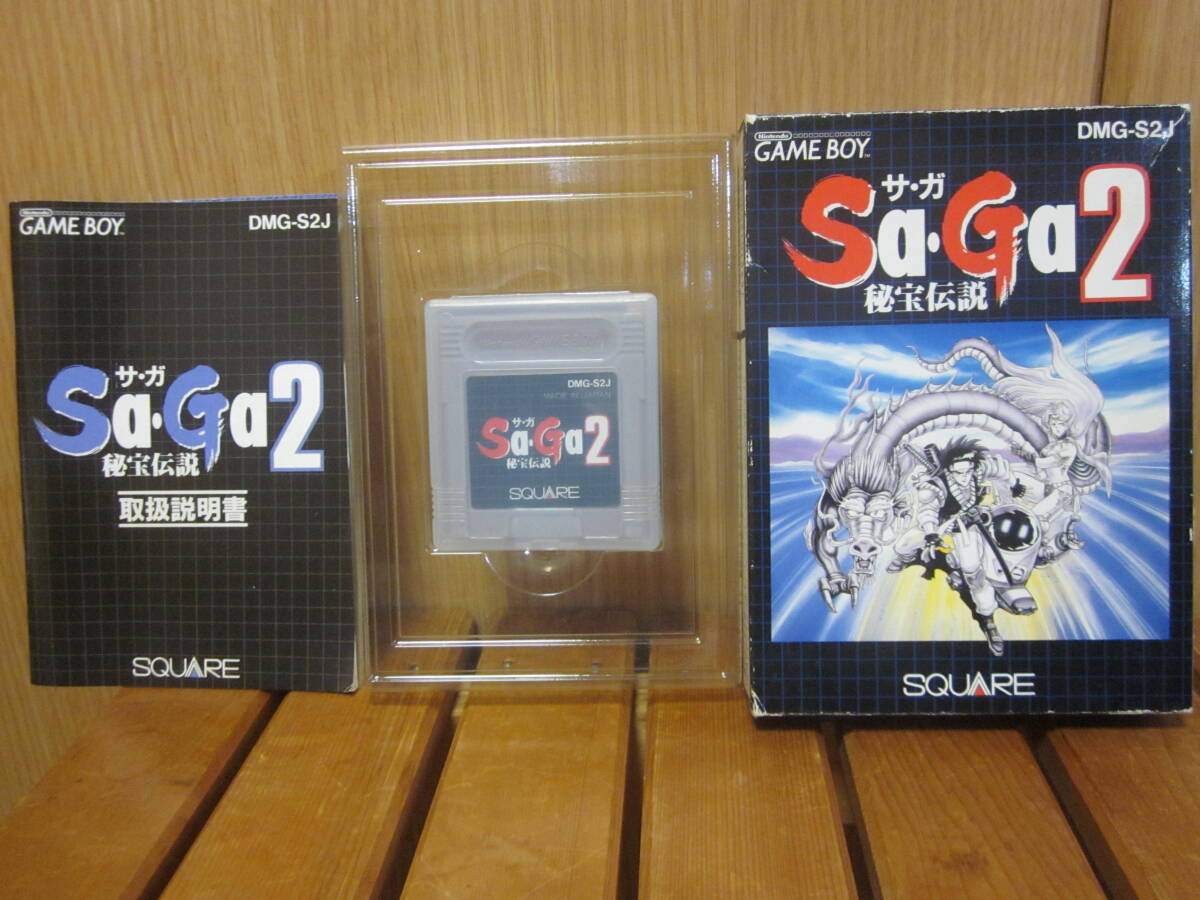 Nintendo
GAME BOY
DMG-S2J
サ・ガ
Sa・Ga2
秘宝伝説
取扱説明書
SQUARE
DMG-S2J
MADE IN JAPAN
サ・ガ
Sa・Ga2
秘宝伝説
SQUARE
Nintendo
GAME BOY™
DMG-S2J
サ・ガ
Sa・Ga2
秘宝伝説
SQUARE